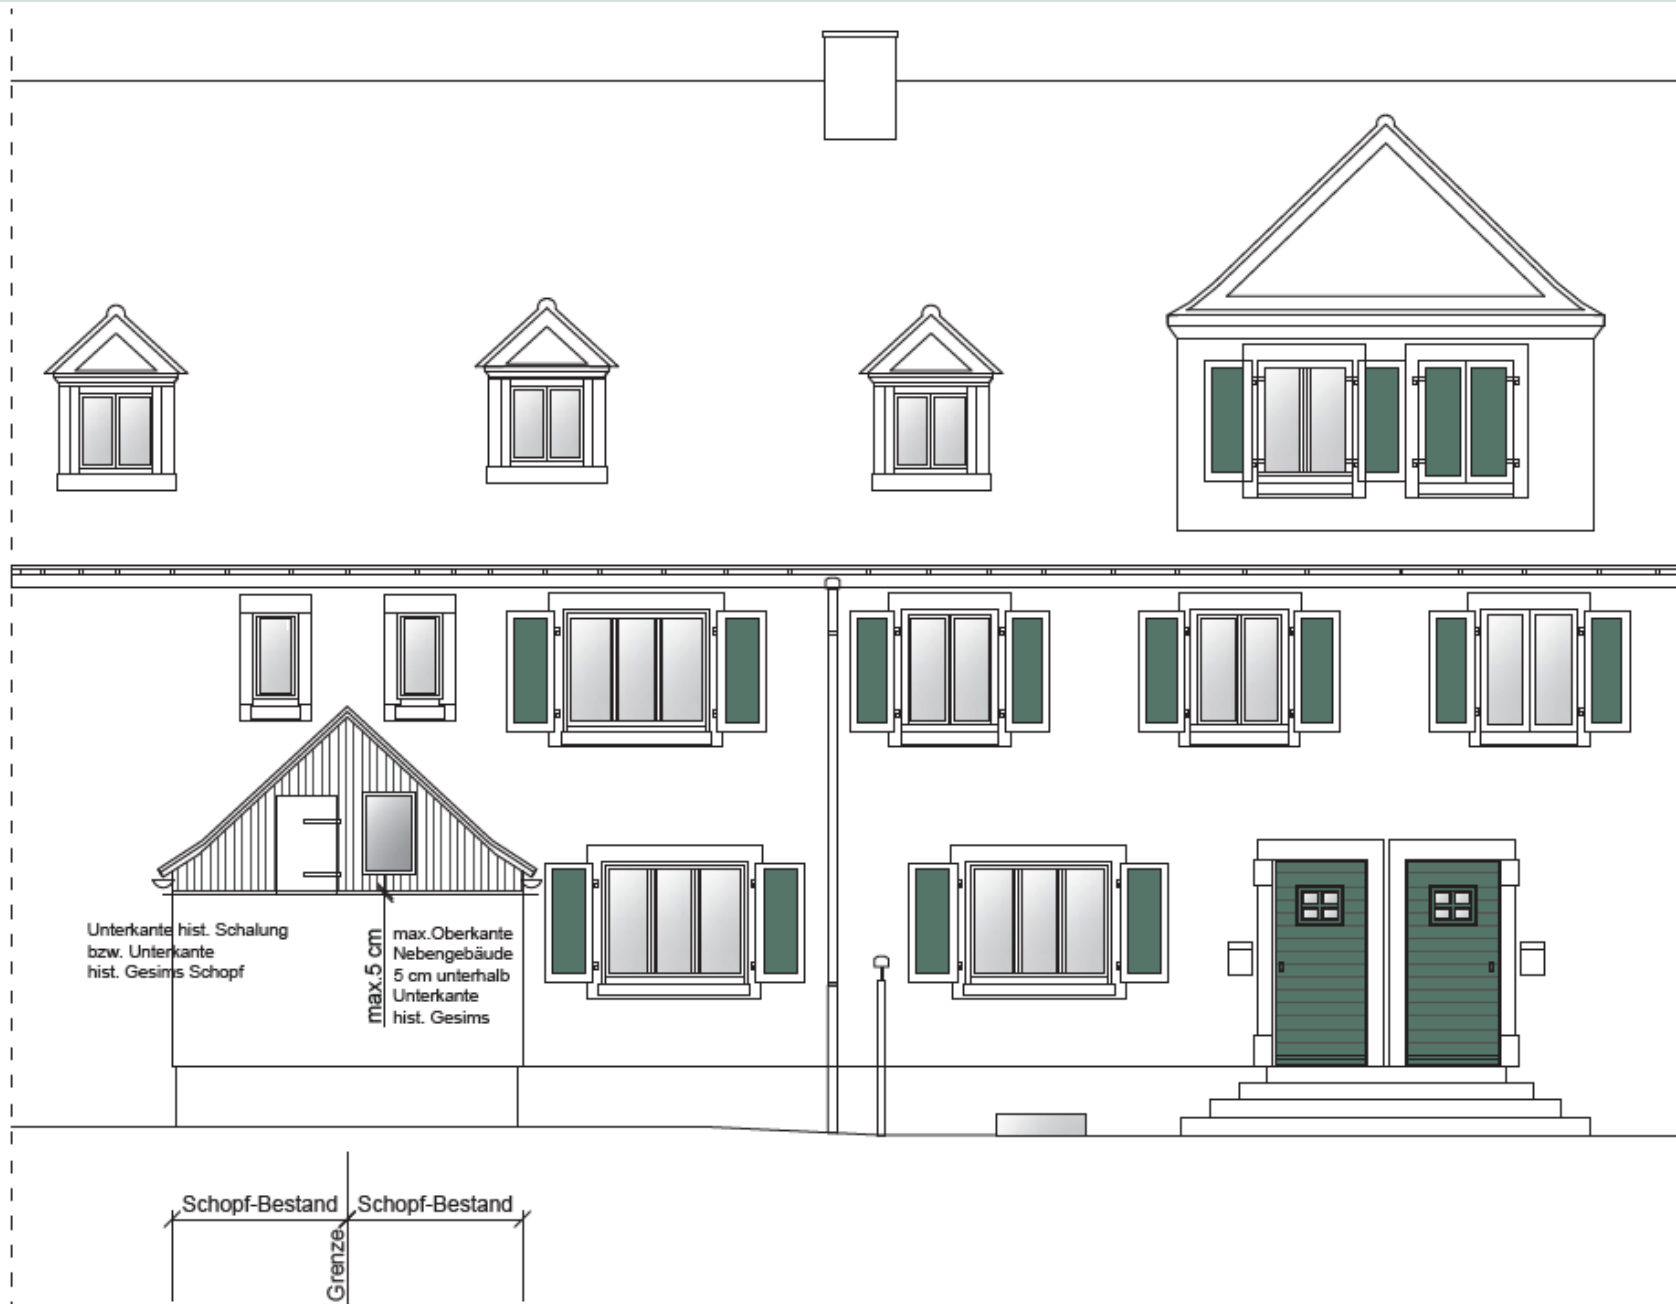 Unterkante hist. Schalung
bzw. Unterkante
hist. Gesims Schopf
max.5 cm
max.Oberkante
Nebengebäude
5 cm unterhalb
Unterkante
hist. Gesims
Schopf-Bestand
Schopf-Bestand
Grenze